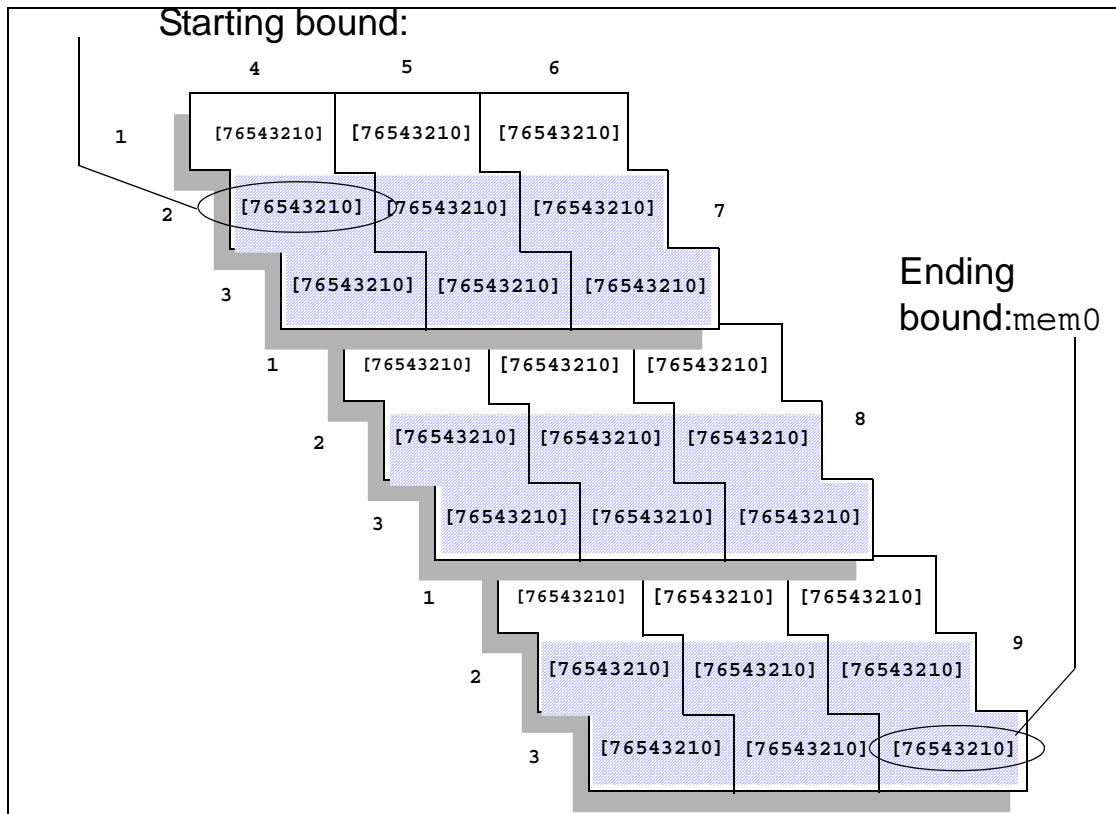 Starting bound:
4 5 6
1 [76543210] [76543210] [76543210]
2 [76543210] [76543210] [76543210] 7
3 [76543210] [76543210] [76543210]
Ending
bound:mem0
1 [76543210] [76543210] [76543210]
2 [76543210] [76543210] [76543210] 8
3 [76543210] [76543210] [76543210]
1 [76543210] [76543210] [76543210]
2 [76543210] [76543210] [76543210] 9
3 [76543210] [76543210] [76543210]